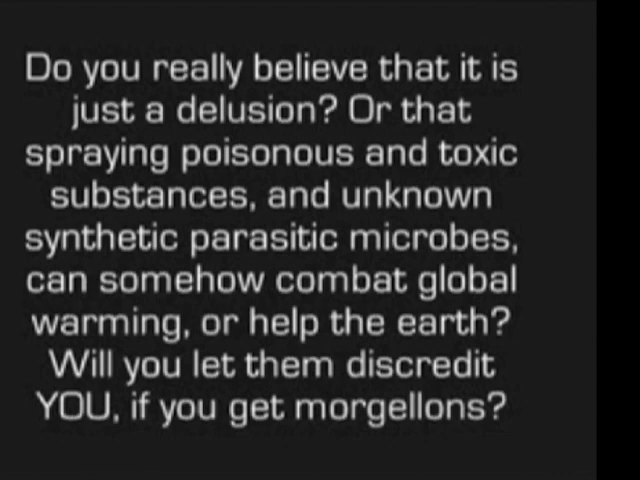 Do you really believe that it is
just a delusion? Or that
spraying poisonous and toxic
substances, and unknown
synthetic parasitic microbes,
can somehow combat global
warming, or help the earth?
Will you let them discredit
YOU, if you get morgellons?